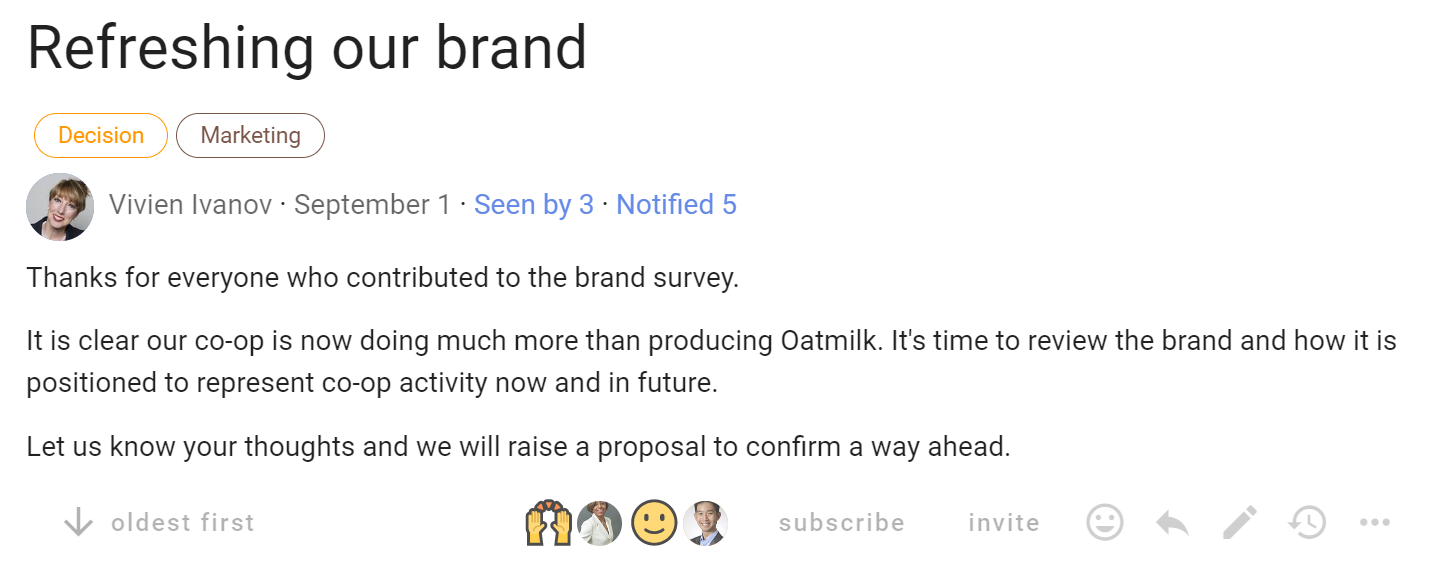 Refreshing our brand
Decision Marketing
Vivien Ivanov · September 1 · Seen by 3 · Notified 5
Thanks for everyone who contributed to the brand survey.
It is clear our co-op is now doing much more than producing Oatmilk. It's time to review the brand and how it is
positioned to represent co-op activity now and in future.
Let us know your thoughts and we will raise a proposal to confirm a way ahead.
oldest first subscribe invite